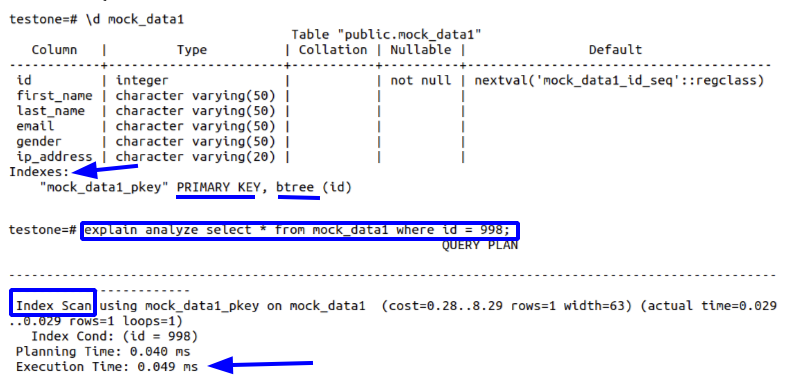 testone=# \d mock_data1
Table "public.mock_data1"
Column | Type | Collation | Nullable | Default
------------+-----------------------+-----------+----------+----------------------------------------
id | integer | | not null | nextval('mock_data1_id_seq'::regclass)
first_name | character varying(50) | | |
last_name | character varying(50) | | |
email | character varying(50) | | |
gender | character varying(50) | | |
ip_address | character varying(20) | | |
Indexes:
"mock_data1_pkey" PRIMARY KEY, btree (id)
testone=# explain analyze select * from mock_data1 where id = 998;
QUERY PLAN
-----------------------------------------------------------------------------------------------------
------------------------
Index Scan using mock_data1_pkey on mock_data1 (cost=0.28..8.29 rows=1 width=63) (actual time=0.029
..0.029 rows=1 loops=1)
Index Cond: (id = 998)
Planning Time: 0.040 ms
Execution Time: 0.049 ms